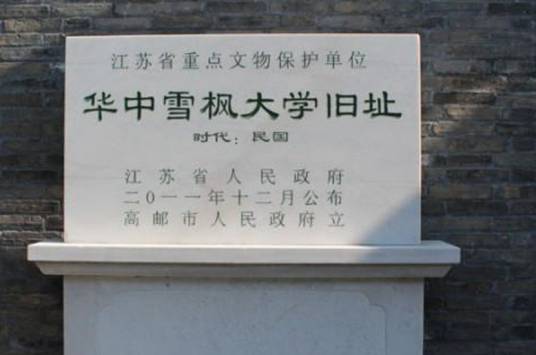 江苏省重点文物保护单位
华中雪枫大学旧址
时代：民国
江苏省人民政府
二〇一一年十二月公布
高邮市人民政府立